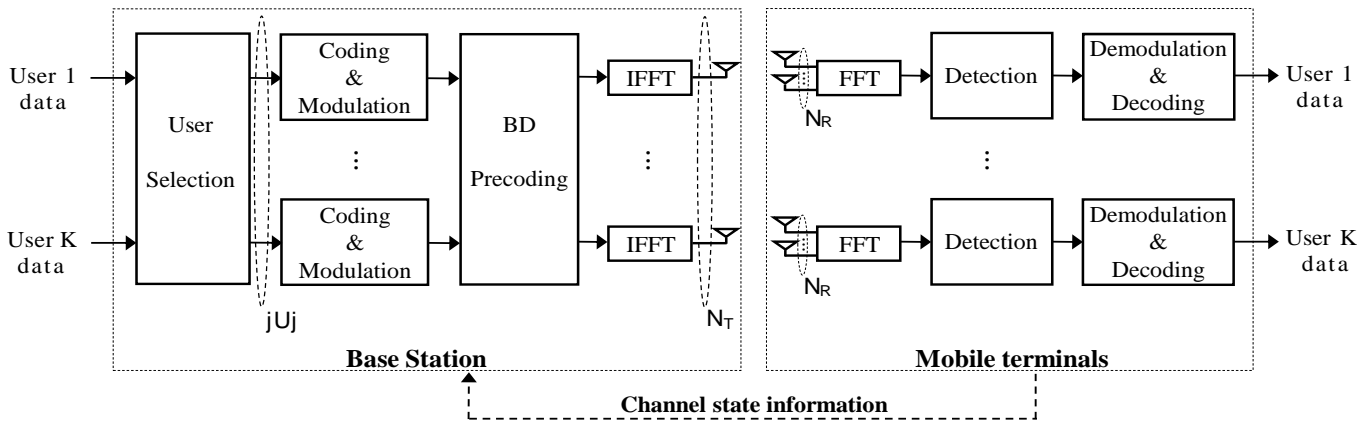 User 1
data
User K
data
User
Selection
jUj
Coding
&
Modulation
⋮
Coding
&
Modulation
BD
Precoding
IFFT
⋮
IFFT
N_T
Base Station
N_R
FFT
Detection
Demodulation
&
Decoding
User 1
data
⋮
N_R
FFT
Detection
Demodulation
&
Decoding
User K
data
Mobile terminals
Channel state information